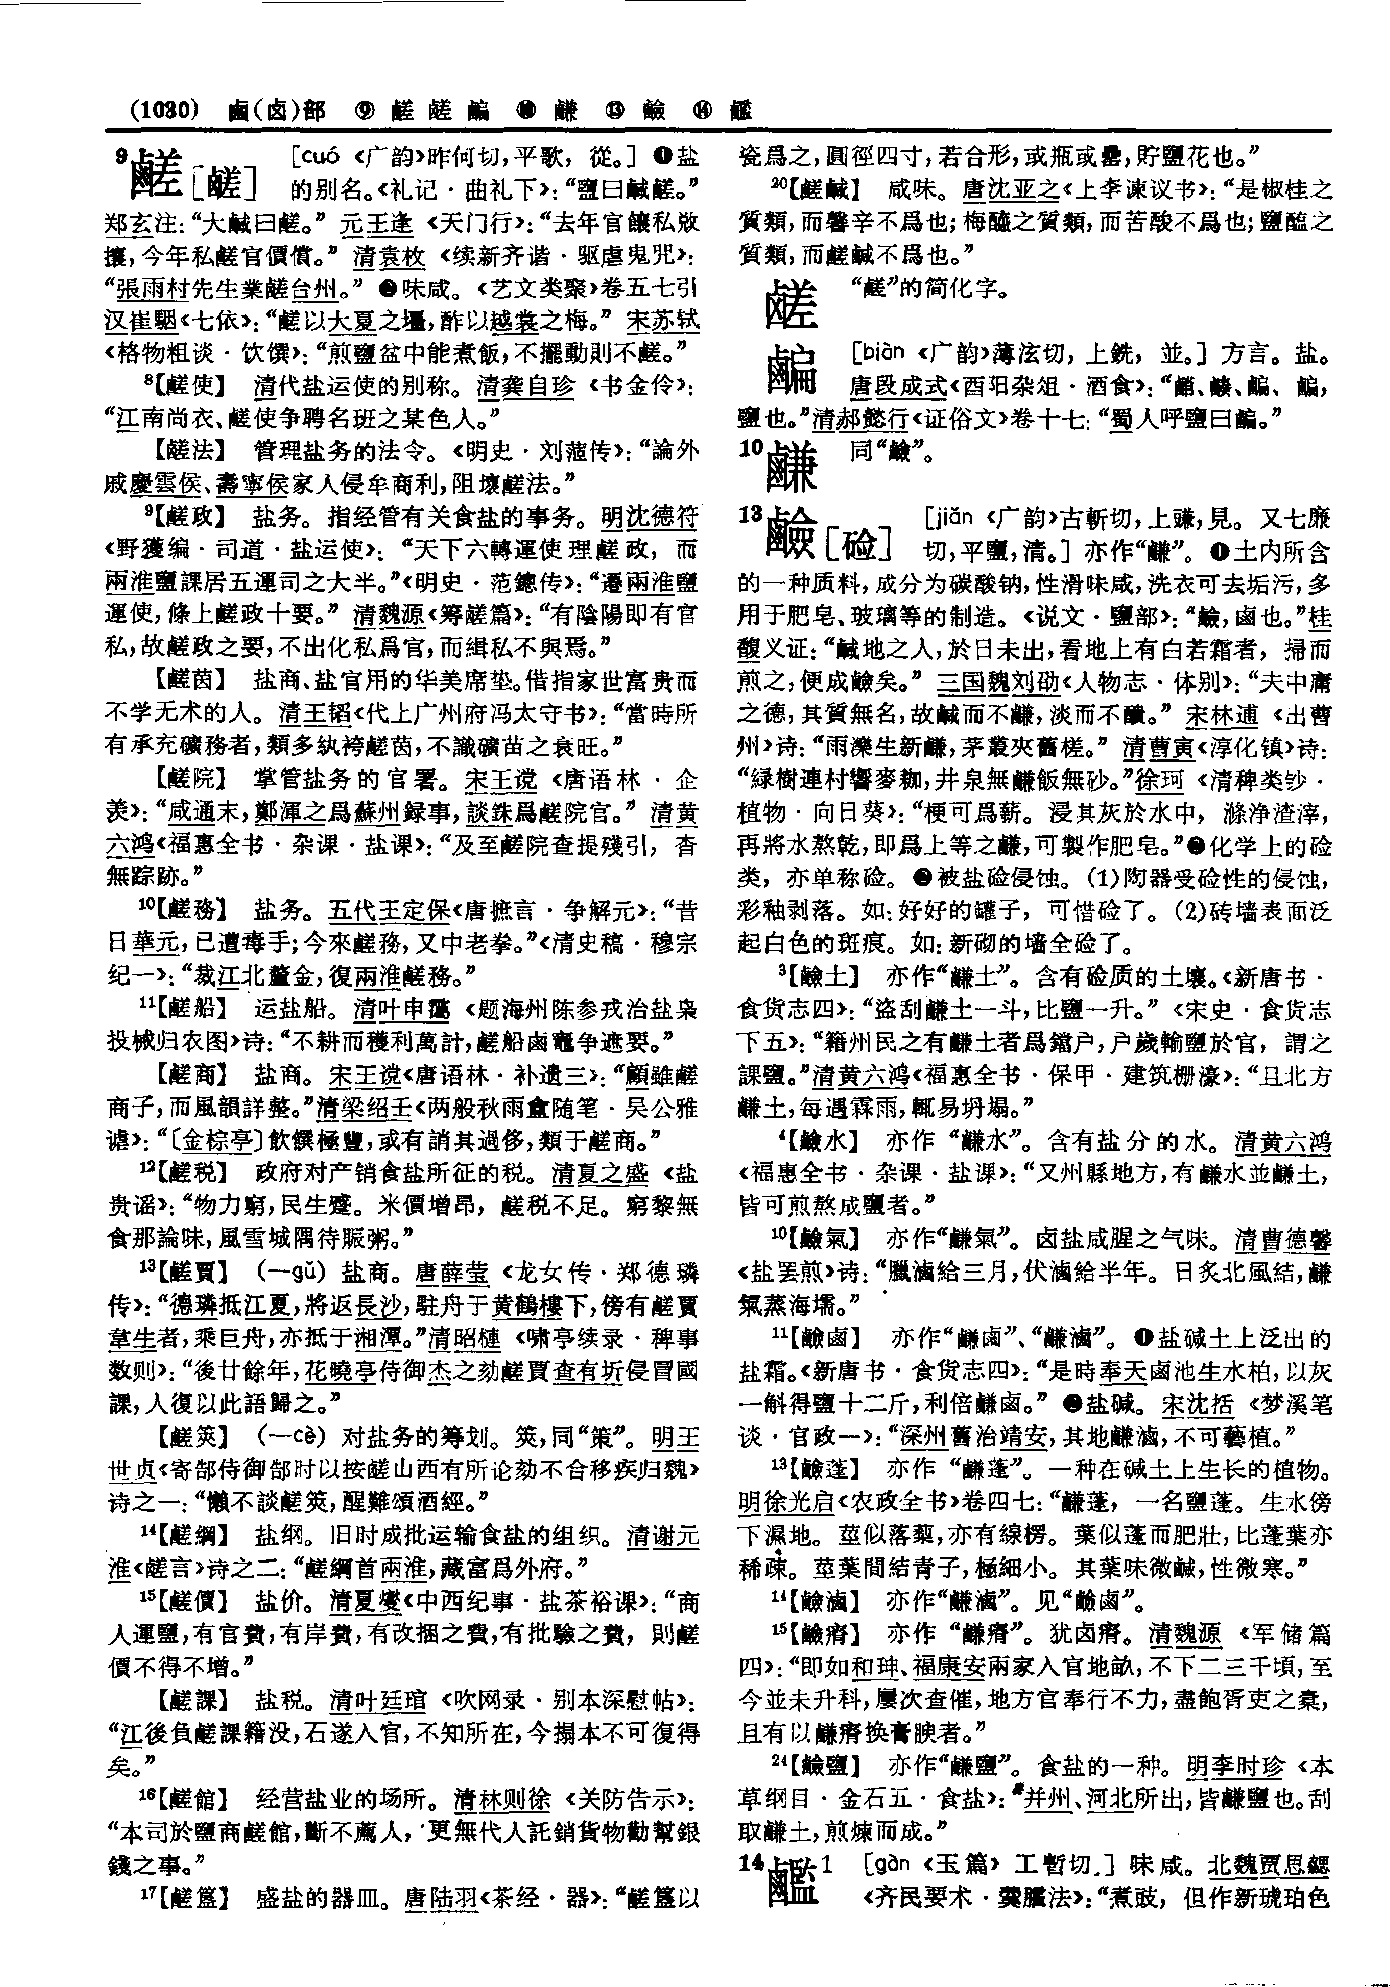 (1030) 鹵(卤)部 ⑨ 鹾 鹾 𪉩 ⑩ 鹻 ⑬ 鹼 ⑭ 鹽
9鹺[鹾] [cuó《广韵》昨何切，平歌，從。] ❶盐
的别名。《礼记·曲礼下》：“鹽曰鹹鹺。”
郑玄注：“大鹹曰鹺。” 元王逢《天门行》：“去年官饟私敚
攘，今年私鹺官價償。” 清袁枚《续新齐谐·驱虐鬼咒》：
“張雨村先生業鹺台州。” ❷味咸。《艺文类聚》卷五七引
汉崔駰《七依》：“鹺以大夏之壃，酢以越裳之梅。” 宋苏轼
《格物粗谈·饮馔》：“煎鹽盆中能煮飯，不擺動則不鹺。”
8【鹺使】 清代盐运使的别称。清龚自珍《书金伶》：
“江南尚衣、鹺使争聘名班之某色人。”
【鹺法】 管理盐务的法令。《明史·刘菃传》：“論外
戚慶雲侯、壽寧侯家人侵牟商利，阻壞鹺法。”
9【鹺政】 盐务。指经管有关食盐的事务。明沈德符
《野獲编·司道·盐运使》：“天下六轉運使理鹺政，而
兩淮鹽課居五運司之大半。”《明史·范鏓传》：“遷兩淮鹽
運使，條上鹺政十要。” 清魏源《筹鹺篇》：“有陰陽即有官
私，故鹺政之要，不出化私爲官，而緝私不與焉。”
【鹺茵】 盐商、盐官用的华美席垫。借指家世富贵而
不学无术的人。清王韬《代上广州府冯太守书》：“當時所
有承充礦務者，類多紈袴鹺茵，不識礦苗之衰旺。”
【鹺院】 掌管盐务的官署。宋王谠《唐语林·企
羡》：“咸通末，鄭渾之爲蘇州録事，談銖爲鹺院官。” 清黄
六鸿《福惠全书·杂课·盐课》：“及至鹺院查提殘引，杳
無踪跡。”
10【鹺務】 盐务。五代王定保《唐摭言·争解元》：“昔
日華元，已遭毒手；今來鹺務，又中老拳。”《清史稿·穆宗
纪一》：“裁江北釐金，復兩淮鹺務。”
11【鹺船】 运盐船。清叶申薌《题海州陈参戎治盐枭
投械归农图》诗：“不耕而穫利萬計，鹺船鹵竈争遮要。”
【鹺商】 盐商。宋王谠《唐语林·补遗三》：“顗雖鹺
商子，而風韻詳整。”清梁绍壬《两般秋雨盦随笔·吴公雅
谑》：“〔金棕亭〕飲饌極豐，或有誚其過侈，類于鹺商。”
12【鹺税】 政府对产销食盐所征的税。清夏之盛《盐
贵谣》：“物力窮，民生蹙。米價增昂，鹺税不足。窮黎無
食那論味，風雪城隅待賑粥。”
13【鹺賈】 (一gǔ) 盐商。唐薛莹《龙女传·郑德璘
传》：“德璘抵江夏，將返長沙，駐舟于黄鶴樓下，傍有鹺賈
韋生者，乘巨舟，亦抵于湘潭。”清昭槤《啸亭续录·稗事
数则》：“後廿餘年，花曉亭侍御杰之劾鹺賈查有圻侵冒國
課，人復以此語歸之。”
【鹺筴】 (一cè) 对盐务的筹划。筴，同“策”。明王
世贞《寄郜侍御郜时以按鹺山西有所论劾不合移疾归魏》
诗之一：“懶不談鹺筴，醒難頌酒經。”
14【鹺綱】 盐纲。旧时成批运输食盐的组织。清谢元
淮《鹺言》诗之二：“鹺綱首兩淮，藏富爲外府。”
15【鹺價】 盐价。清夏燮《中西纪事·盐茶裕课》：“商
人運鹽，有官費，有岸費，有改捆之費，有批驗之費，則鹺
價不得不增。”
【鹺課】 盐税。清叶廷琯《吹网录·别本深慰帖》：
“江後負鹺課籍没，石遂入官，不知所在，今搨本不可復得
矣。”
16【鹺館】 经营盐业的场所。清林则徐《关防告示》：
“本司於鹽商鹺館，斷不薦人，更無代人託銷貨物勸幫銀
錢之事。”
17【鹺簋】 盛盐的器皿。唐陆羽《茶经·器》：“鹺簋以
瓷爲之，圓徑四寸，若合形，或瓶或罍，貯鹽花也。”
20【鹺鹹】 咸味。唐沈亚之《上李谏议书》：“是椒桂之
質類，而馨辛不爲也；梅醯之質類，而苦酸不爲也；鹽醢之
質類，而鹺鹹不爲也。”
鹾 “鹺”的简化字。
𪉩 [biàn《广韵》薄泫切，上銑，並。] 方言。盐。
唐段成式《酉阳杂俎·酒食》：
鹽也。”清郝懿行《证俗文》卷十七：“蜀人呼鹽曰𪉩。”
10鹻 同“鹼”。
13鹼[硷] [jiǎn《广韵》古斬切，上豏，見。又七廉
切，平鹽，清。] 亦作“鹻”。❶土内所含
的一种质料，成分为碳酸钠，性滑味咸，洗衣可去垢污，多
用于肥皂、玻璃等的制造。《说文·鹽部》：“鹼，鹵也。”桂
馥义证：“鹹地之人，於日未出，看地上有白若霜者，掃而
煎之，便成鹼矣。” 三国魏刘劭《人物志·体别》：“夫中庸
之德，其質無名，故鹹而不鹻，淡而不䤖。” 宋林逋《出曹
州》诗：“雨濼生新鹻，茅叢夾舊槎。” 清曹寅《淳化镇》诗：
“緑樹連村響麥耞，井泉無鹻飯無砂。”徐珂《清稗类钞·
植物·向日葵》：“梗可爲薪。浸其灰於水中，滌净渣滓，
再將水熬乾，即爲上等之鹻，可製作肥皂。”❷化学上的硷
类，亦单称硷。❸被盐硷侵蚀。(1)陶器受硷性的侵蚀，
彩釉剥落。如：好好的罐子，可惜硷了。(2)砖墙表面泛
起白色的斑痕。如：新砌的墙全硷了。
3【鹼土】 亦作“鹻土”。含有硷质的土壤。《新唐书·
食货志四》：“盗刮鹻土一斗，比鹽一升。”《宋史·食货志
下五》：“籍州民之有鹻土者爲鐺户，户歲輸鹽於官，謂之
課鹽。”清黄六鸿《福惠全书·保甲·建筑栅濠》：“且北方
鹻土，每遇霖雨，輒易坍塌。”
4【鹼水】 亦作“鹻水”。含有盐分的水。清黄六鸿
《福惠全书·杂课·盐课》：“又州縣地方，有鹻水並鹻土，
皆可煎熬成鹽者。”
10【鹼氣】 亦作“鹻氣”。卤盐咸腥之气味。清曹德馨
《盐罢煎》诗：“臘滷給三月，伏滷給半年。日炙北風結，鹻
氣蒸海壖。”
11【鹼鹵】 亦作“鹻鹵”、“鹻滷”。❶盐碱土上泛出的
盐霜。《新唐书·食货志四》：“是時奉天鹵池生水柏，以灰
一斛得鹽十二斤，利倍鹻鹵。” ❷盐碱。宋沈括《梦溪笔
谈·官政一》：“深州舊治靖安，其地鹻滷，不可藝植。”
13【鹼蓬】 亦作“鹻蓬”。一种在碱土上生长的植物。
明徐光启《农政全书》卷四七：“鹻蓬，一名鹽蓬。生水傍
下濕地。莖似落藜，亦有線楞。葉似蓬而肥壯，比蓬葉亦
稀疎。莖葉間結青子，極細小。其葉味微鹹，性微寒。”
14【鹼滷】 亦作“鹻滷”。见“鹼鹵”。
15【鹼瘠】 亦作“鹻瘠”。犹卤瘠。清魏源《军储篇
四》：“即如和珅、福康安兩家入官地畝，不下二三千頃，至
今並未升科，屢次查催，地方官奉行不力，盡飽胥吏之橐，
且有以鹻瘠换膏腴者。”
24【鹼鹽】 亦作“鹻鹽”。食盐的一种。明李时珍《本
草纲目·金石五·食盐》：“并州、河北所出，皆鹻鹽也。刮
取鹻土，煎煉而成。”
14 1 [gàn《玉篇》工暫切。] 味咸。北魏贾思勰
《齐民要术·羹臛法》：“煮豉，但作新琥珀色